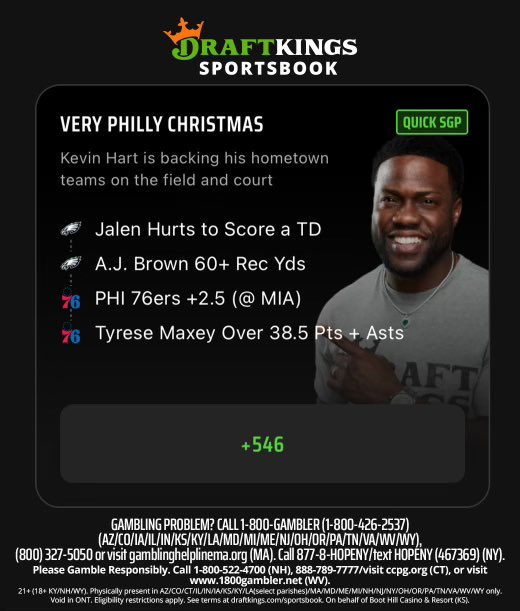 DRAFTKINGS
SPORTSBOOK
VERY PHILLY CHRISTMAS
QUICK SGP
Kevin Hart is backing his hometown
teams on the field and court
Jalen Hurts to Score a TD
A.J. Brown 60+ Rec Yds
76 PHI 76ers +2.5 (@ MIA)
76 Tyrese Maxey Over 38.5 Pts + Asts
AFT
+546
GAMBLING PROBLEM? CALL 1-800-GAMBLER (1-800-426-2537)
(AZ/CO/IA/IL/IN/KS/KY/LA/MD/MI/ME/NJ/OH/OR/PA/TN/VA/WV/WY),
(800) 327-5050 or visit gamblinghelplinema.org (MA). Call 877-8-HOPENY/text HOPENY (467369) (NY).
Please Gamble Responsibly. Call 1-800-522-4700 (NH), 888-789-7777/visit ccpg.org (CT), or visit
www.1800gambler.net (WV).
21+ (18+ KY/NH/WY). Physically present in AZ/CO/CT/IL/IN/IA/KS/KY/LA(select parishes)/MA/MD/ME/MI/NH/NJ/NY/OH/OR/PA/TN/VA/WV/WY only.
Void in ONT. Eligibility restrictions apply. See terms at draftkings.com/sportsbook. On behalf of Boot Hill Casino & Resort (KS).